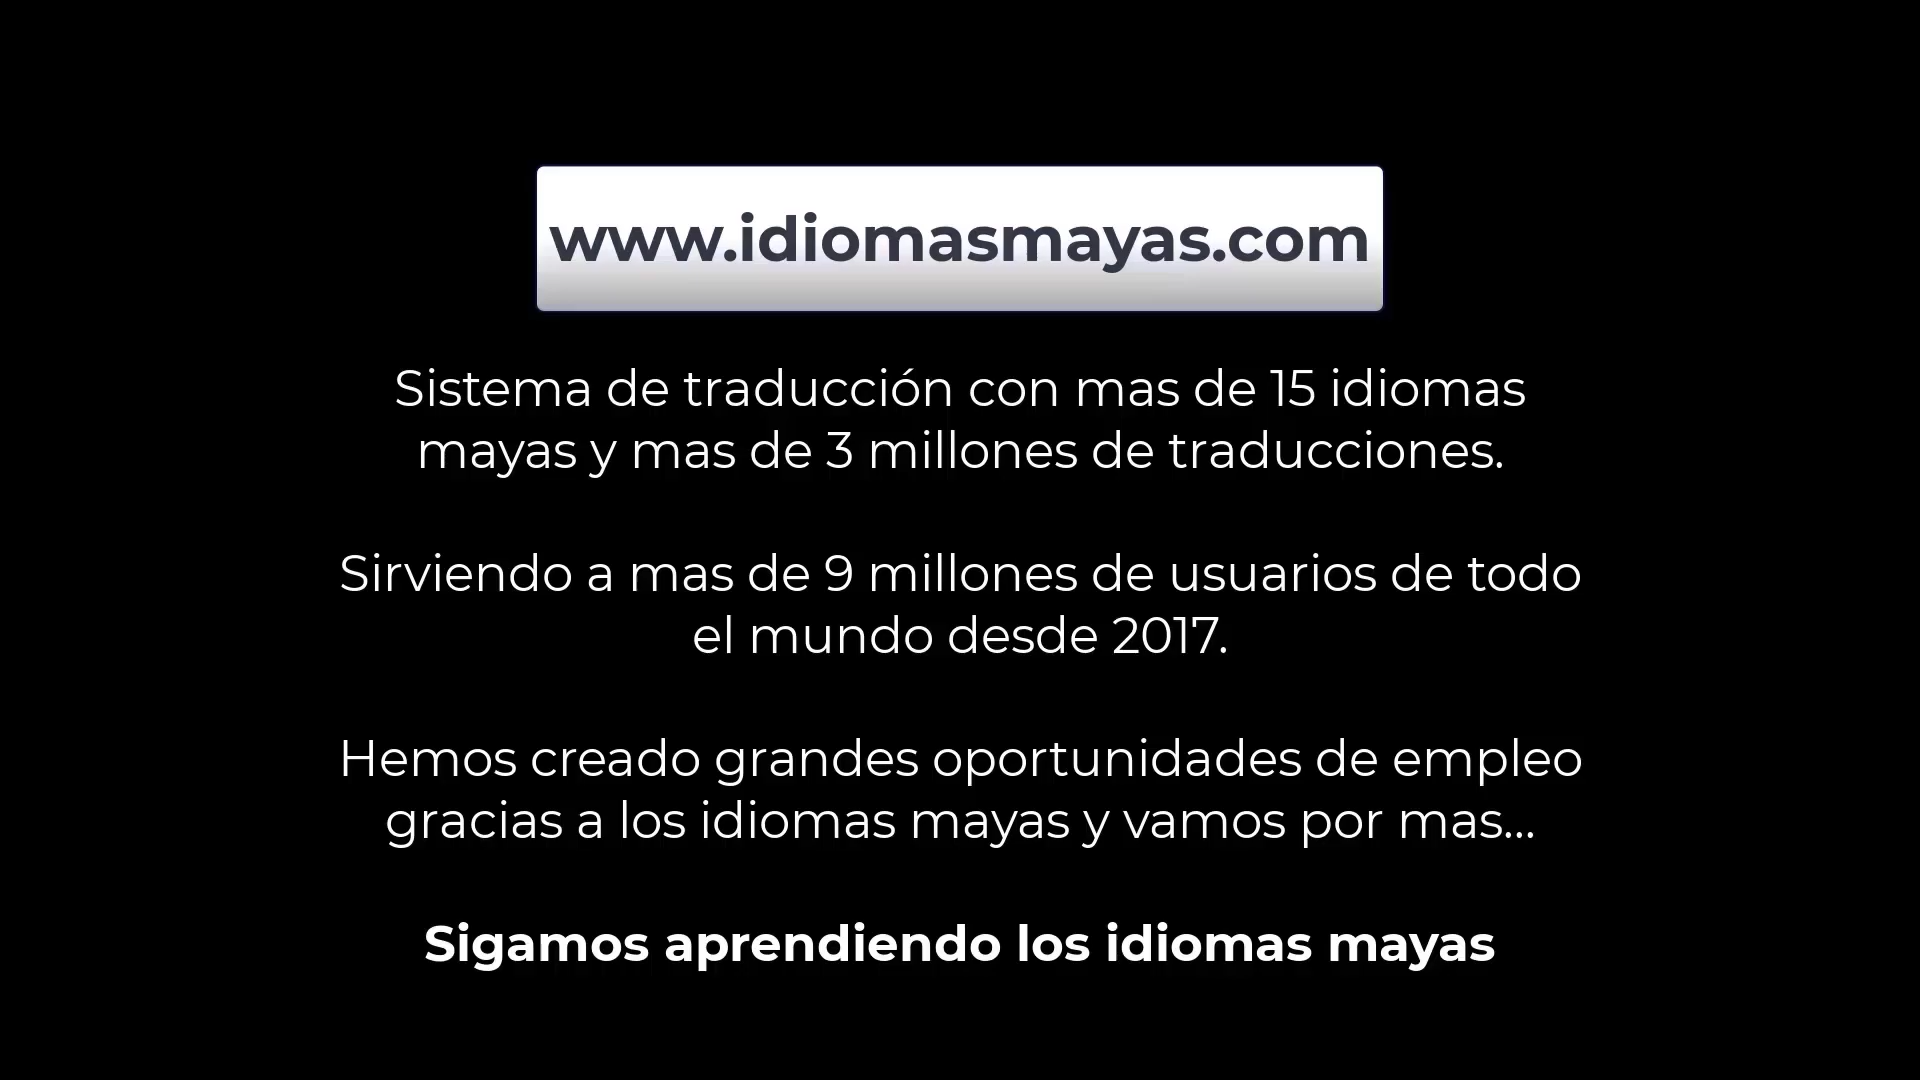 www.idiomasmayas.com
Sistema de traducción con mas de 15 idiomas
mayas y mas de 3 millones de traducciones.
Sirviendo a mas de 9 millones de usuarios de todo
el mundo desde 2017.
Hemos creado grandes oportunidades de empleo
gracias a los idiomas mayas y vamos por mas...
Sigamos aprendiendo los idiomas mayas